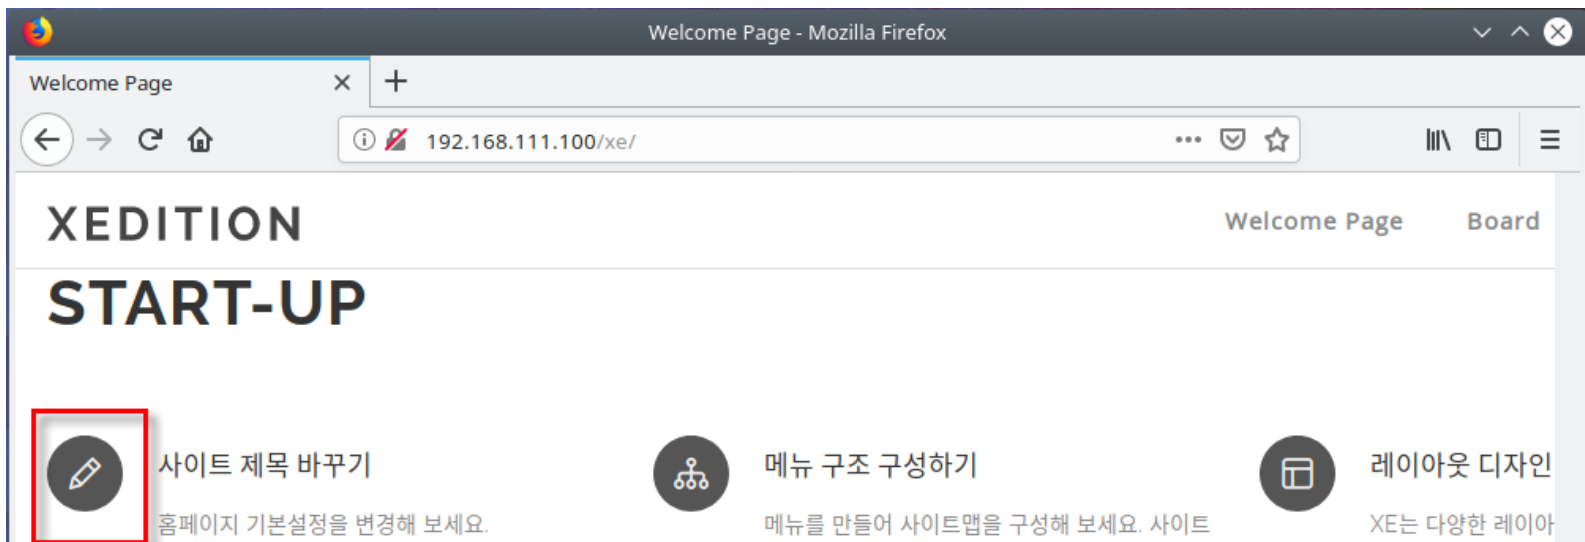 Welcome Page - Mozilla Firefox
Welcome Page
192.168.111.100/xe/
XEDITION
Welcome Page Board
START-UP
사이트 제목 바꾸기 메뉴 구조 구성하기 레이아웃 디자인
홈페이지 기본설정을 변경해 보세요. 메뉴를 만들어 사이트맵을 구성해 보세요. 사이트 XE는 다양한 레이아